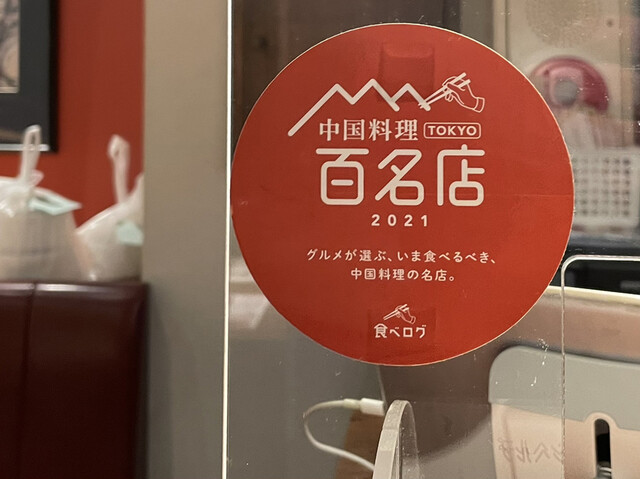 中国料理 TOKYO
百名店
2021
グルメが選ぶ、いま食べるべき、
中国料理の名店。
食べログ